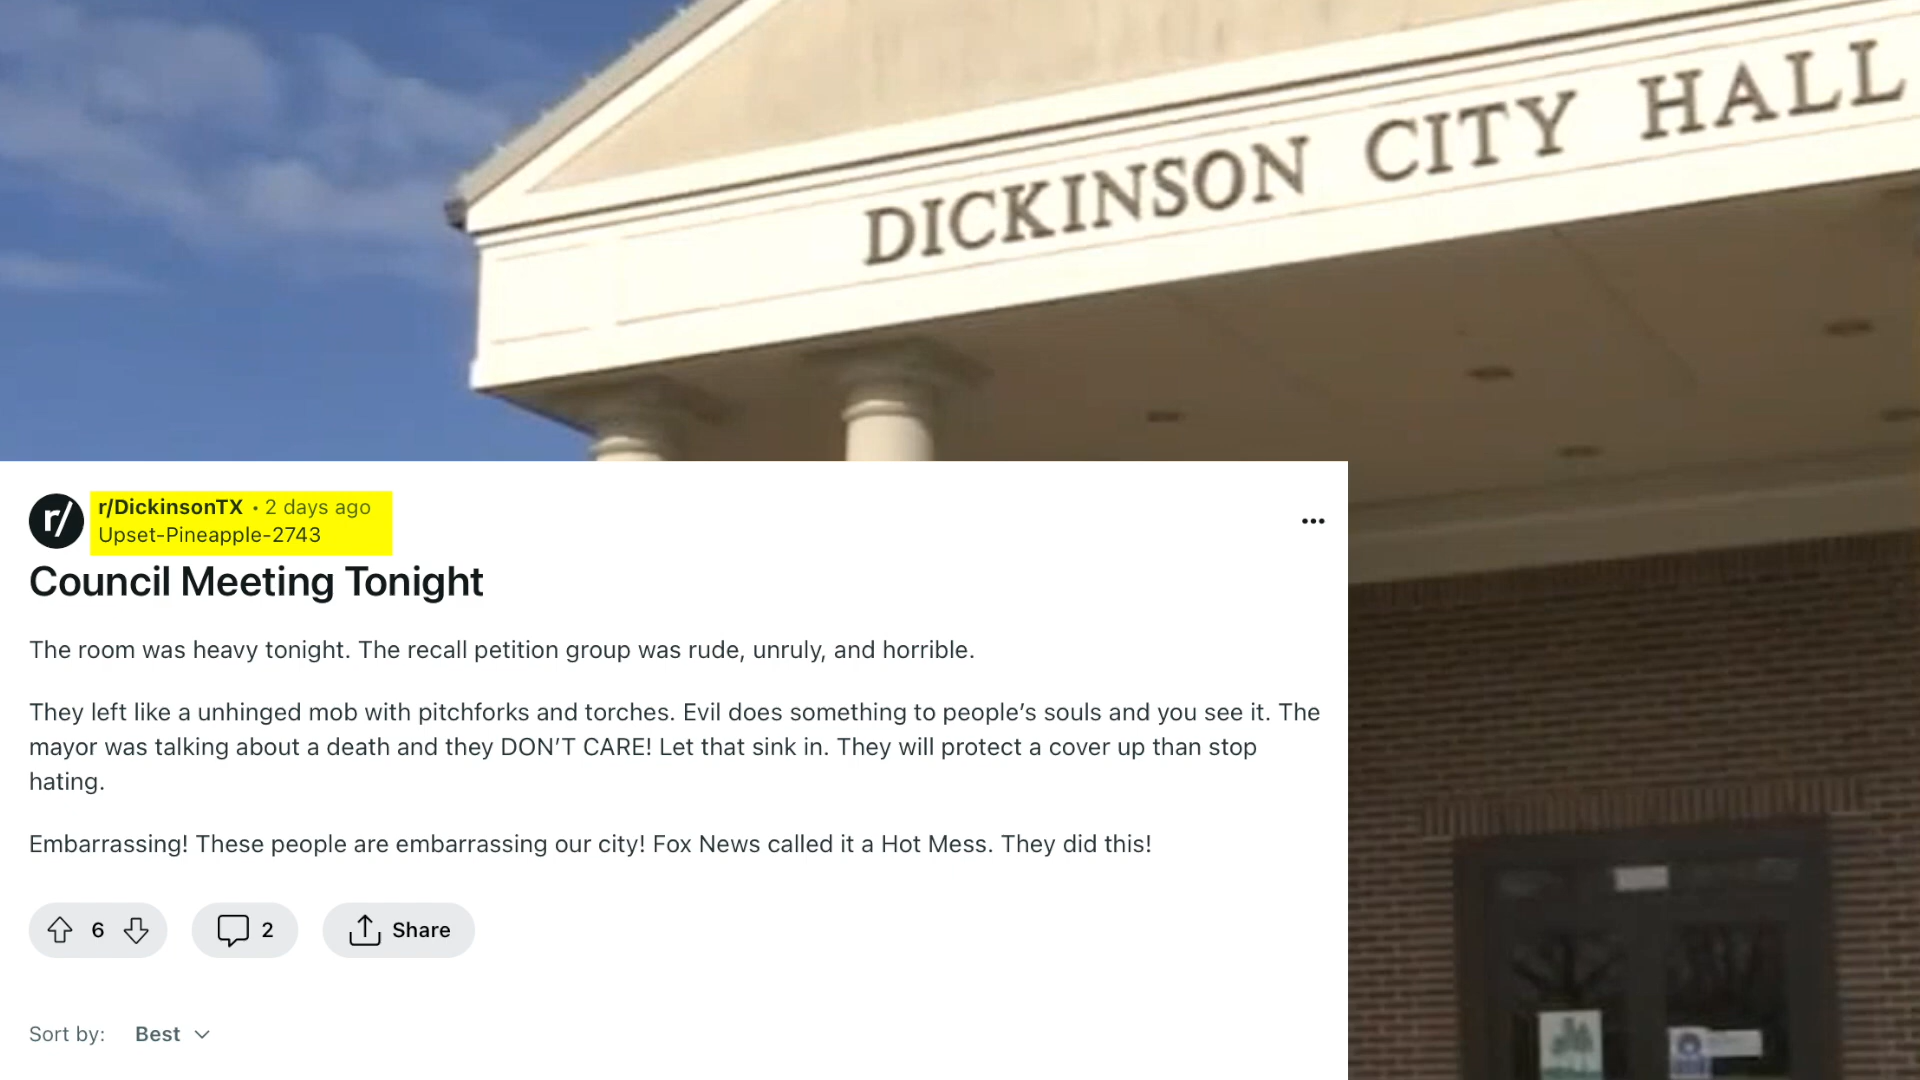 DICKINSON CITY HALL
r/
r/DickinsonTX • 2 days ago
Upset-Pineapple-2743
Council Meeting Tonight
The room was heavy tonight. The recall petition group was rude, unruly, and horrible.
They left like a unhinged mob with pitchforks and torches. Evil does something to people's souls and you see it. The
mayor was talking about a death and they DON'T CARE! Let that sink in. They will protect a cover up than stop
hating.
Embarrassing! These people are embarrassing our city! Fox News called it a Hot Mess. They did this!
6
2
Share
Sort by: Best